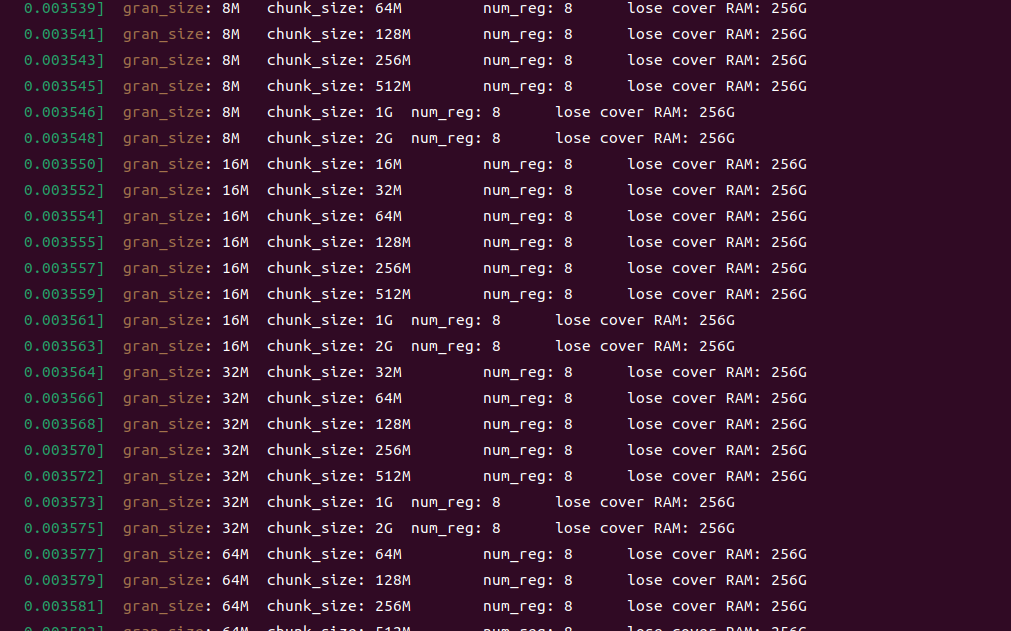 0.003539] gran_size: 8M chunk_size: 64M num_reg: 8 lose cover RAM: 256G
0.003541] gran_size: 8M chunk_size: 128M num_reg: 8 lose cover RAM: 256G
0.003543] gran_size: 8M chunk_size: 256M num_reg: 8 lose cover RAM: 256G
0.003545] gran_size: 8M chunk_size: 512M num_reg: 8 lose cover RAM: 256G
0.003546] gran_size: 8M chunk_size: 1G num_reg: 8 lose cover RAM: 256G
0.003548] gran_size: 8M chunk_size: 2G num_reg: 8 lose cover RAM: 256G
0.003550] gran_size: 16M chunk_size: 16M num_reg: 8 lose cover RAM: 256G
0.003552] gran_size: 16M chunk_size: 32M num_reg: 8 lose cover RAM: 256G
0.003554] gran_size: 16M chunk_size: 64M num_reg: 8 lose cover RAM: 256G
0.003555] gran_size: 16M chunk_size: 128M num_reg: 8 lose cover RAM: 256G
0.003557] gran_size: 16M chunk_size: 256M num_reg: 8 lose cover RAM: 256G
0.003559] gran_size: 16M chunk_size: 512M num_reg: 8 lose cover RAM: 256G
0.003561] gran_size: 16M chunk_size: 1G num_reg: 8 lose cover RAM: 256G
0.003563] gran_size: 16M chunk_size: 2G num_reg: 8 lose cover RAM: 256G
0.003564] gran_size: 32M chunk_size: 32M num_reg: 8 lose cover RAM: 256G
0.003566] gran_size: 32M chunk_size: 64M num_reg: 8 lose cover RAM: 256G
0.003568] gran_size: 32M chunk_size: 128M num_reg: 8 lose cover RAM: 256G
0.003570] gran_size: 32M chunk_size: 256M num_reg: 8 lose cover RAM: 256G
0.003572] gran_size: 32M chunk_size: 512M num_reg: 8 lose cover RAM: 256G
0.003573] gran_size: 32M chunk_size: 1G num_reg: 8 lose cover RAM: 256G
0.003575] gran_size: 32M chunk_size: 2G num_reg: 8 lose cover RAM: 256G
0.003577] gran_size: 64M chunk_size: 64M num_reg: 8 lose cover RAM: 256G
0.003579] gran_size: 64M chunk_size: 128M num_reg: 8 lose cover RAM: 256G
0.003581] gran_size: 64M chunk_size: 256M num_reg: 8 lose cover RAM: 256G
gran_size: 64M chunk_size: 512M num_reg: 8 lose cover RAM: 256G